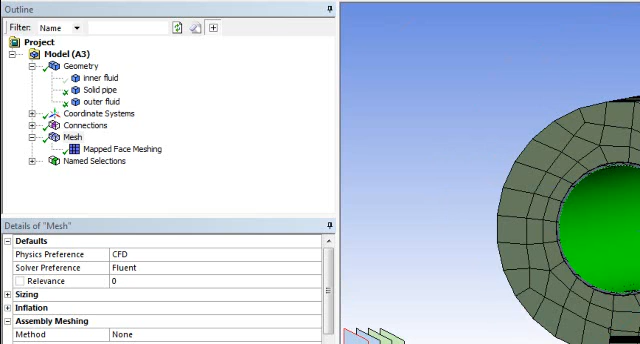 Outline
Filter: Name
Project
Model (A3)
Geometry
inner fluid
Solid pipe
outer fluid
Coordinate Systems
Connections
Mesh
Mapped Face Meshing
Named Selections
Details of "Mesh"
Defaults
Physics Preference CFD
Solver Preference Fluent
Relevance 0
Sizing
Inflation
Assembly Meshing
Method None